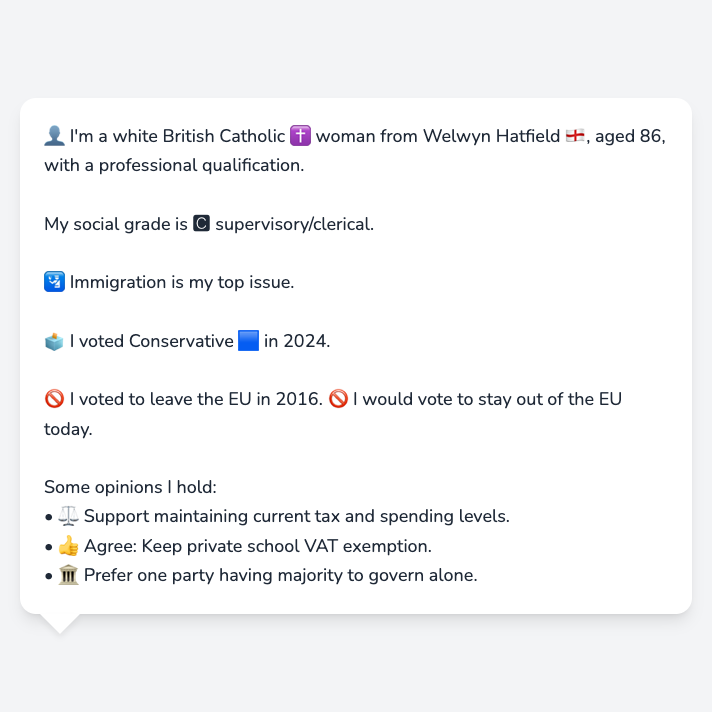 👤 I'm a white British Catholic ✝️ woman from Welwyn Hatfield 🏴󠁧󠁢󠁥󠁮󠁧󠁿, aged 86,
with a professional qualification.
My social grade is 🅲 supervisory/clerical.
🛂 Immigration is my top issue.
🗳️ I voted Conservative 🟦 in 2024.
🚫 I voted to leave the EU in 2016. 🚫 I would vote to stay out of the EU
today.
Some opinions I hold:
• ⚖️ Support maintaining current tax and spending levels.
• 👍 Agree: Keep private school VAT exemption.
• 🏛️ Prefer one party having majority to govern alone.